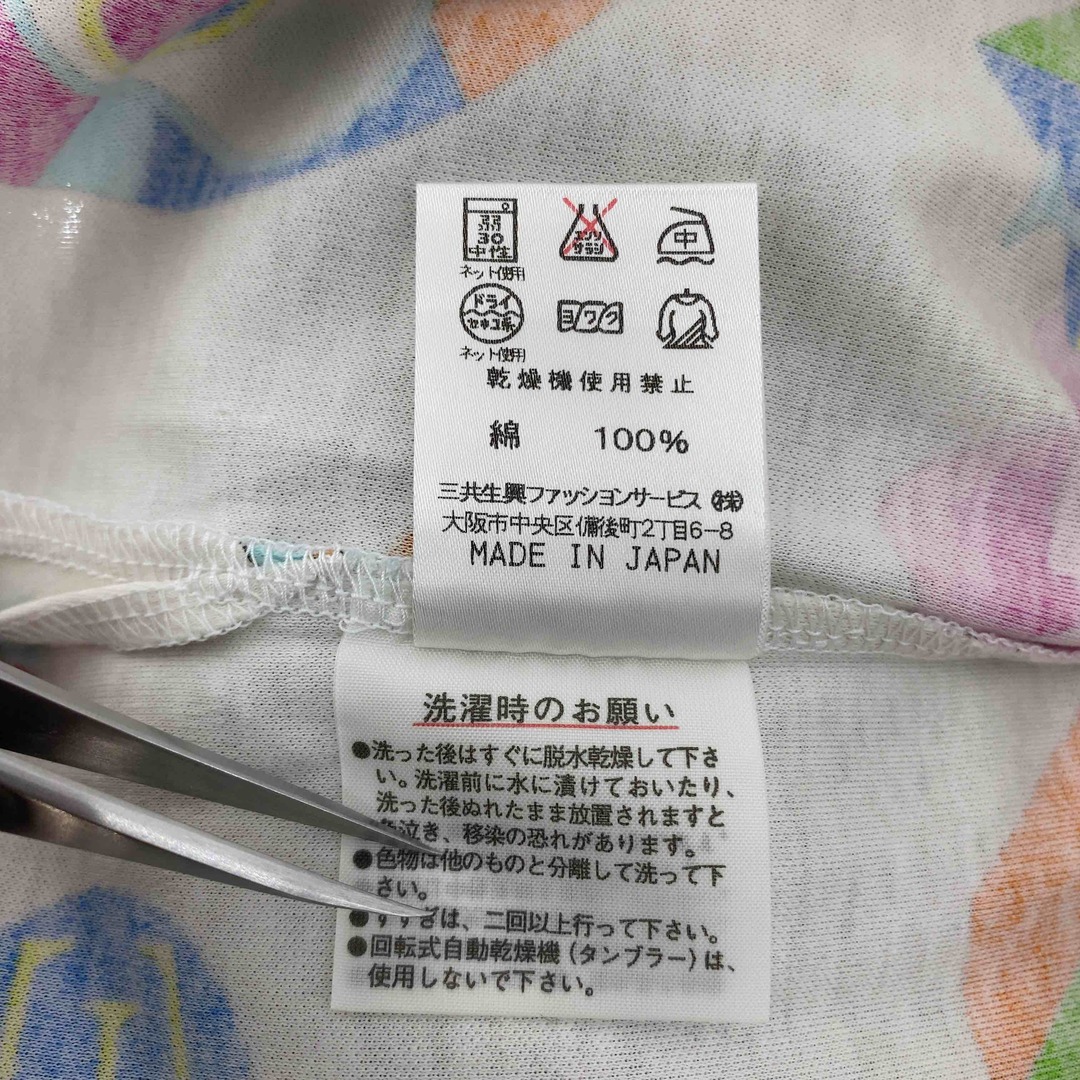 弱
30
中性
ネット使用
エンソ
サラシ
中
ドライ
セキユ系
ネット使用
ヨワク
乾燥機使用禁止
綿 100%
三共生興ファッションサービス㈱
大阪市中央区備後町2丁目6-8
MADE IN JAPAN
洗濯時のお願い
●洗った後はすぐに脱水乾燥して下さ
い。洗濯前に水に漬けておいたり、
洗った後ぬれたまま放置されますと
泣き、移染の恐れがあります。
●色物は他のものと分離して洗って下
さい。
●すすぎは、二回以上行って下さい。
●回転式自動乾燥機(タンブラー)は、
使用しないで下さい。